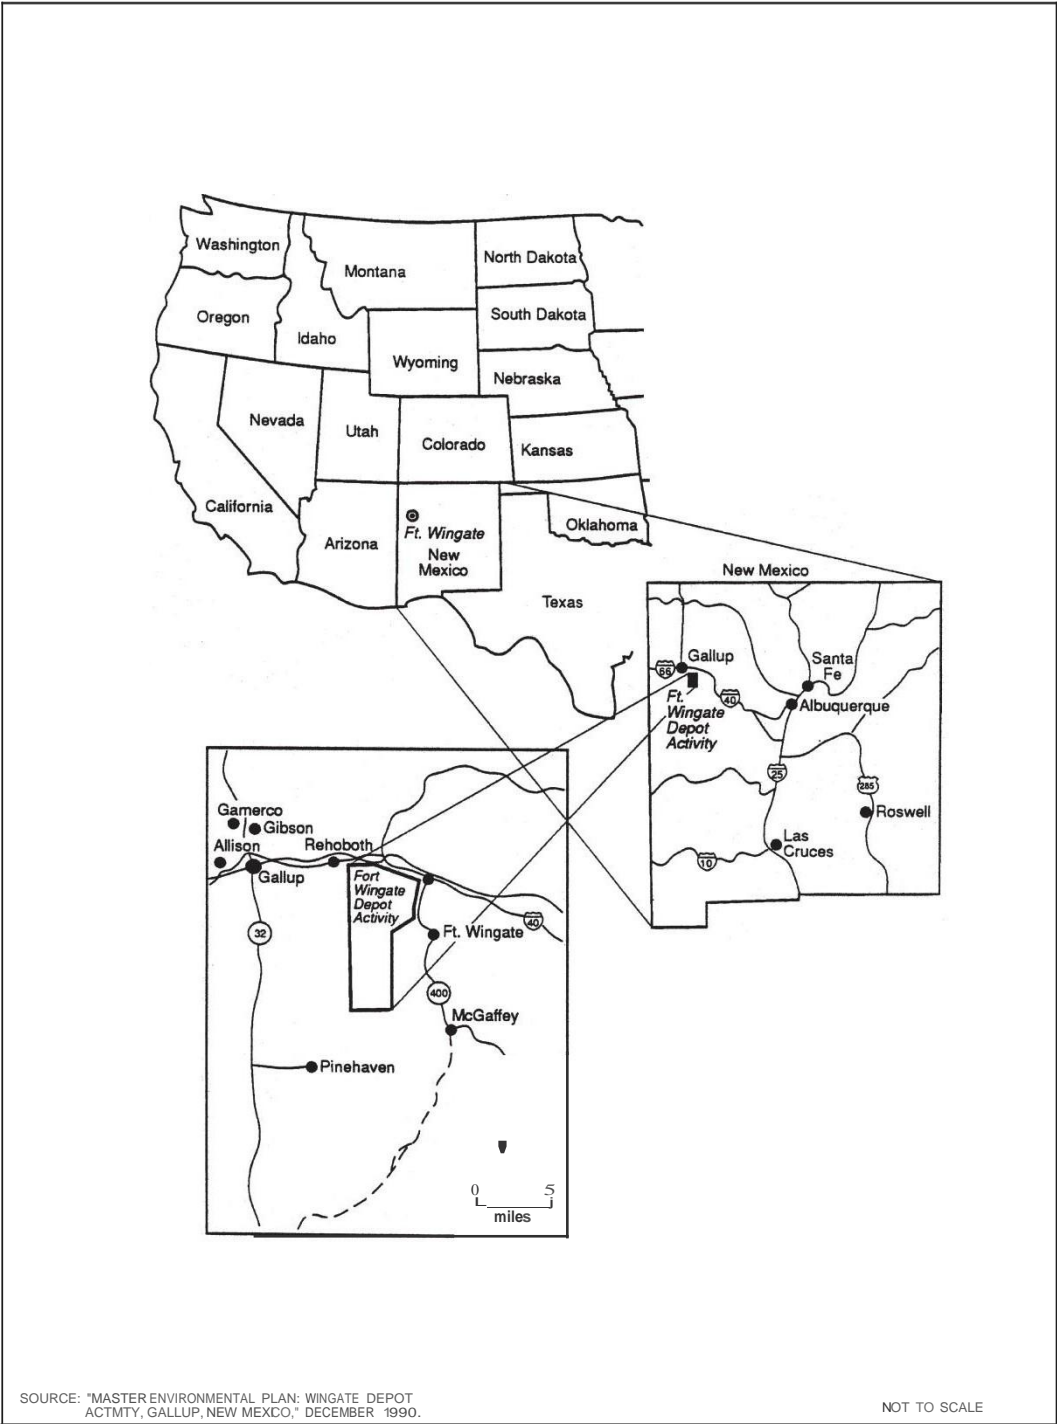 Washington
Montana
North Dakota
Oregon
Idaho
South Dakota
Wyoming
Nebraska
Nevada
Utah
Colorado
Kansas
California
Arizona
Ft. Wingate
New
Mexico
Oklahoma
Texas
New Mexico
66
Gallup
Santa
Fe
40
Ft.
Wingate
Depot
Activity
Albuquerque
25
285
Roswell
Las
Cruces
10
Gamerco
Gibson
Allison
Rehoboth
Gallup
Fort
Wingate
Depot
Activity
40
32
Ft. Wingate
400
McGaffey
Pinehaven
0 5
miles
SOURCE: "MASTER ENVIRONMENTAL PLAN: WINGATE DEPOT
ACTMTY, GALLUP, NEW MEXCO," DECEMBER 1990.
NOT TO SCALE